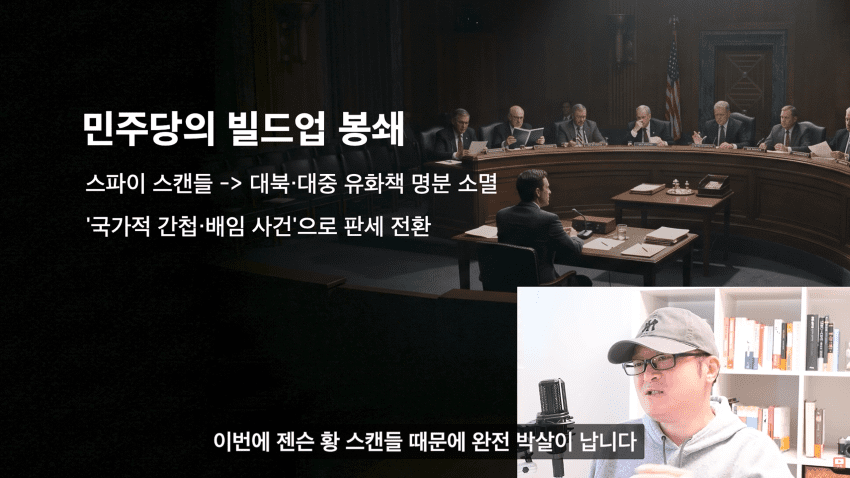 민주당의 빌드업 봉쇄
스파이 스캔들 -> 대북·대중 유화책 명분 소멸
'국가적 간첩·배임 사건'으로 판세 전환
이번에 젠슨 황 스캔들 때문에 완전 박살이 납니다